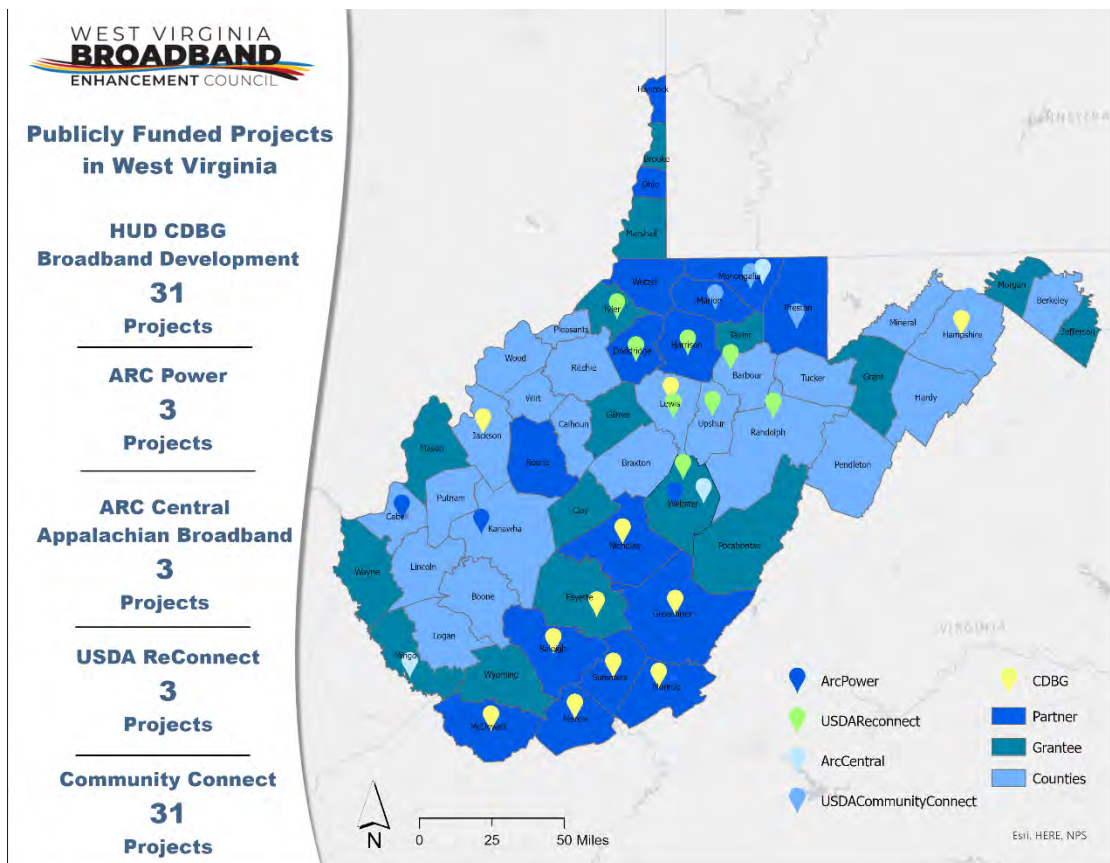 WEST VIRGINIA
BROADBAND
ENHANCEMENT COUNCIL
Publicly Funded Projects
in West Virginia
HUD CDBG
Broadband Development
31
Projects
ARC Power
3
Projects
ARC Central
Appalachian Broadband
3
Projects
USDA ReConnect
3
Projects
Community Connect
31
Projects
Hancock
Brooke
Ohio
Marshall
Wetzel
Monongalia
Marion
Preston
Morgan
Berkeley
Jefferson
Mineral
Hampshire
Tyler
Pleasants
Doddridge
Harrison
Taylor
Wood
Ritchie
Barbour
Tucker
Grant
Hardy
Wirt
Lewis
Upshur
Randolph
Jackson
Calhoun
Gilmer
Mason
Roane
Braxton
Pendleton
Cabell
Putnam
Kanawha
Clay
Webster
Nicholas
Pocahontas
Wayne
Lincoln
Boone
Fayette
Greenbrier
Logan
Raleigh
Mingo
Wyoming
Summers
Monroe
McDowell
Mercer
VIRGINIA
ArcPower
USDAReconnect
ArcCentral
USDACommunityConnect
CDBG
Partner
Grantee
Counties
N
0 25 50 Miles
Esri, HERE, NPS